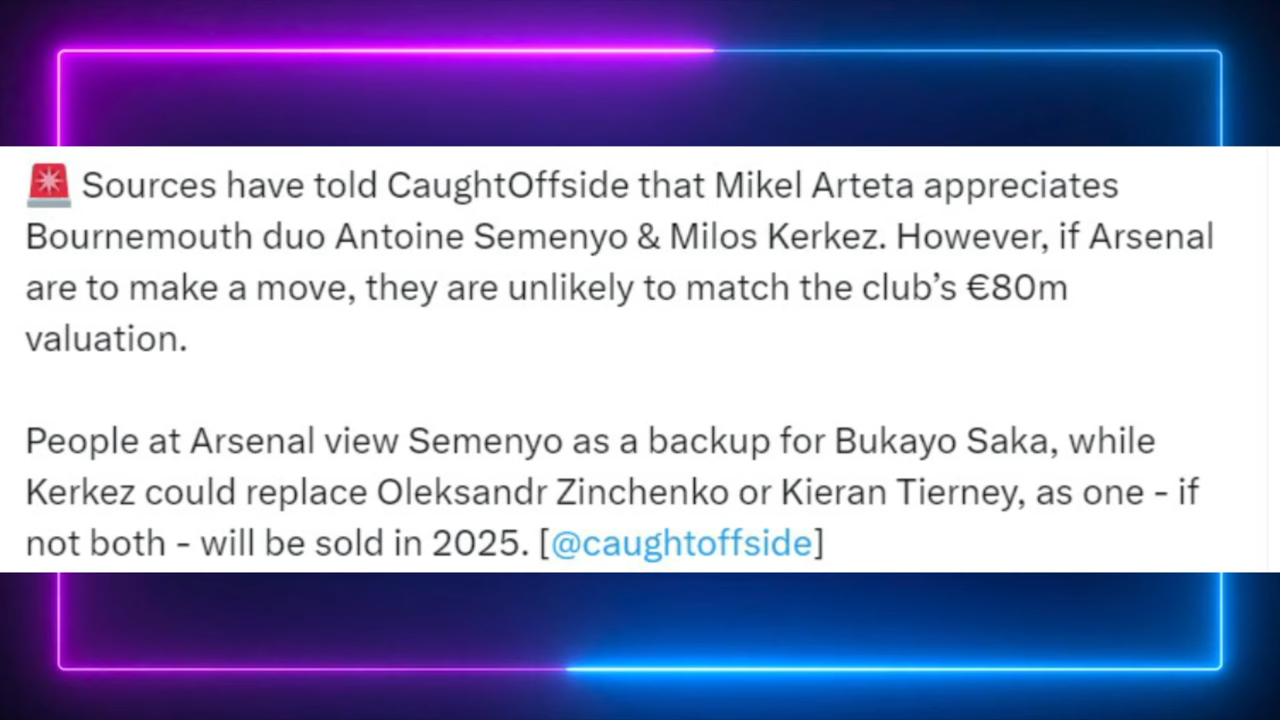 🚨 Sources have told CaughtOffside that Mikel Arteta appreciates
Bournemouth duo Antoine Semenyo & Milos Kerkez. However, if Arsenal
are to make a move, they are unlikely to match the club’s €80m
valuation.
People at Arsenal view Semenyo as a backup for Bukayo Saka, while
Kerkez could replace Oleksandr Zinchenko or Kieran Tierney, as one - if
not both - will be sold in 2025. [@caughtoffside]